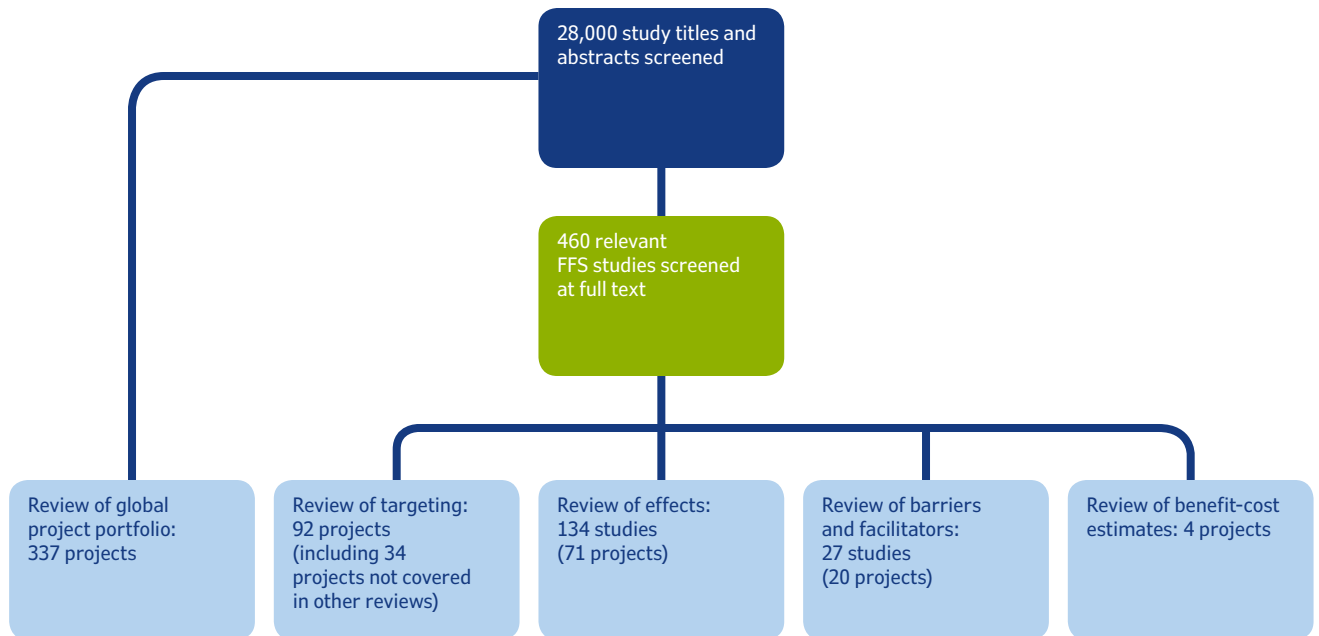 28,000 study titles and
abstracts screened
460 relevant
FFS studies screened
at full text
Review of global
project portfolio:
337 projects
Review of targeting:
92 projects
(including 34
projects not covered
in other reviews)
Review of effects:
134 studies
(71 projects)
Review of barriers
and facilitators:
27 studies
(20 projects)
Review of benefit-cost
estimates: 4 projects